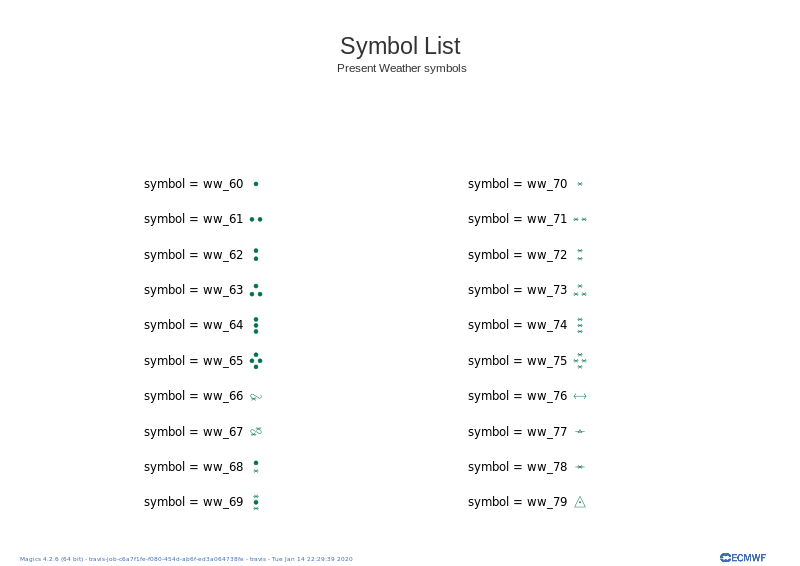 Symbol List
Present Weather symbols
symbol = ww_60
symbol = ww_61
symbol = ww_62
symbol = ww_63
symbol = ww_64
symbol = ww_65
symbol = ww_66
symbol = ww_67
symbol = ww_68
symbol = ww_69
symbol = ww_70
symbol = ww_71
symbol = ww_72
symbol = ww_73
symbol = ww_74
symbol = ww_75
symbol = ww_76
symbol = ww_77
symbol = ww_78
symbol = ww_79
Magics 4.2.6 (64 bit) - travis-job-c6a7f1fe-f080-454d-ab6f-ed3a064738fe - travis - Tue Jan 14 22:29:39 2020
ECMWF